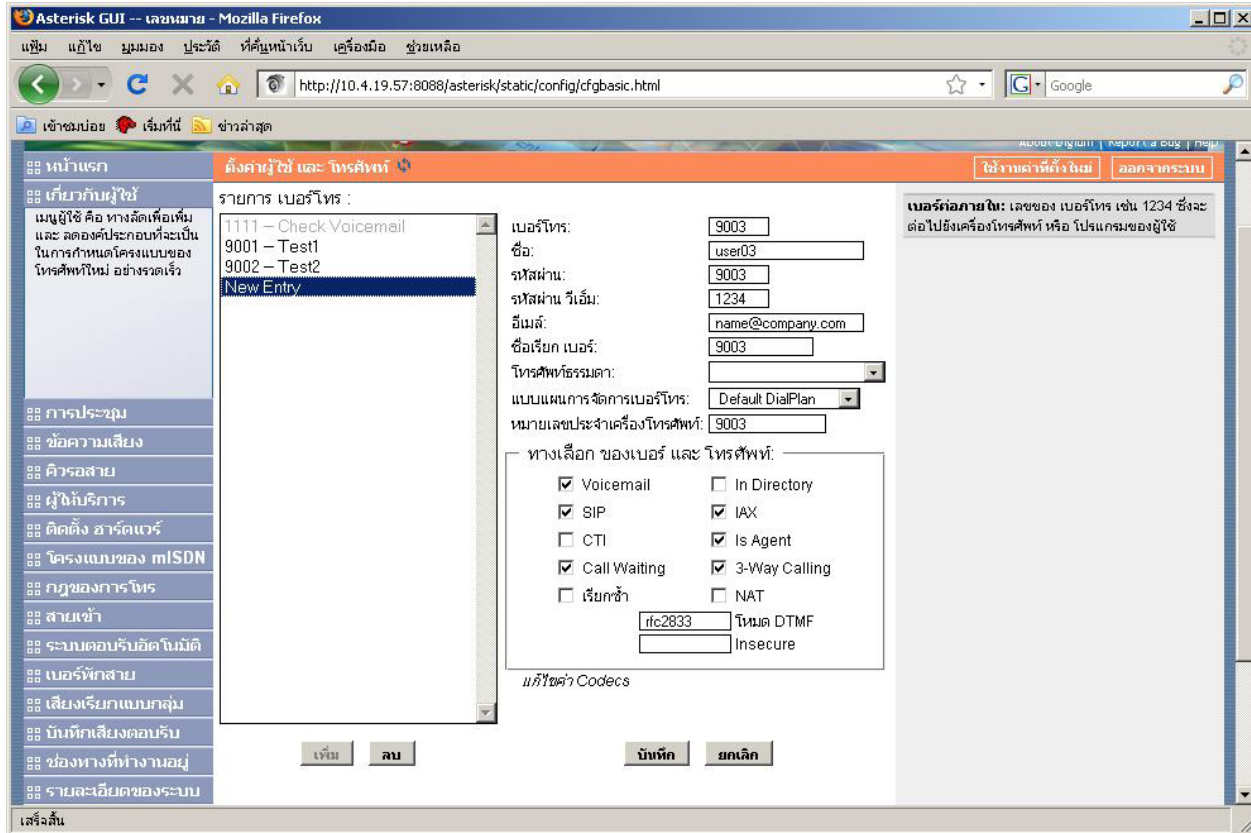 Asterisk GUI -- เลขหมาย - Mozilla Firefox
แฟ้ม แก้ไข มุมมอง ประวัติ ที่คั่นหน้าเว็บ เครื่องมือ ช่วยเหลือ
http://10.4.19.57:8088/asterisk/static/config/cfgbasic.html
Google
เข้าชมบ่อย เริ่มที่นี่ ข่าวล่าสุด
About Digium | Report a Bug | Help
หน้าแรก
ตั้งค่าผู้ใช้ และ โทรศัพท์
ใช้งานค่าที่ตั้งใหม่
ออกจากระบบ
เกี่ยวกับผู้ใช้
เมนูผู้ใช้ คือ ทางลัดเพื่อเพิ่ม
และ ลดองค์ประกอบที่จะเป็น
ในการกำหนดโครงแบบของ
โทรศัพท์ใหม่ อย่างรวดเร็ว
การประชุม
ข้อความเสียง
คิวรอสาย
ผู้ให้บริการ
ติดตั้ง ฮาร์ดแวร์
โครงแบบของ mISDN
กฎของการโทร
สายเข้า
ระบบตอบรับอัตโนมัติ
เบอร์พักสาย
เสียงเรียกแบบกลุ่ม
บันทึกเสียงตอบรับ
ช่องทางที่ทำงานอยู่
รายละเอียดของระบบ
รายการ เบอร์โทร :
1111 -- Check Voicemail
9001 -- Test1
9002 -- Test2
New Entry
เพิ่ม
ลบ
เบอร์โทร: 9003
ชื่อ: user03
รหัสผ่าน: 9003
รหัสผ่าน วีเอ็ม: 1234
อีเมล์: name@company.com
ชื่อเรียก เบอร์: 9003
โทรศัพท์ธรรมดา:
แบบแผนการจัดการเบอร์โทร: Default DialPlan
หมายเลขประจำเครื่องโทรศัพท์: 9003
ทางเลือก ของเบอร์ และ โทรศัพท์:
Voicemail In Directory
SIP IAX
CTI Is Agent
Call Waiting 3-Way Calling
เรียกซ้ำ NAT
rfc2833 โหมด DTMF
Insecure
แก้ไขค่า Codecs
บันทึก
ยกเลิก
เบอร์ต่อภายใน: เลขของ เบอร์โทร เช่น 1234 ซึ่งจะ
ต่อไปยังเครื่องโทรศัพท์ หรือ โปรแกรมของผู้ใช้
เสร็จสิ้น